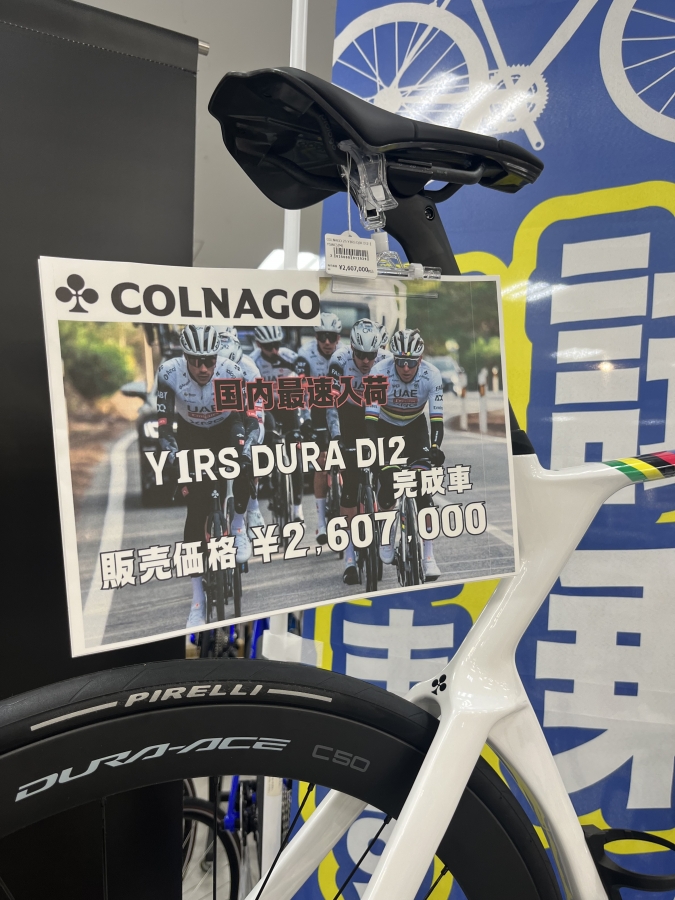 ¥2,607,000
COLNAGO
国内最速入荷
Y1RS DURA DI2
完成車
販売価格 ¥2,607,000
PIRELLI
DURA-ACE C50